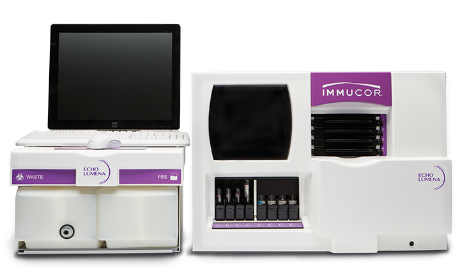 IMMUCOR
WASTE
ECHO
LUMENA
PBS
ECHO
LUMENA